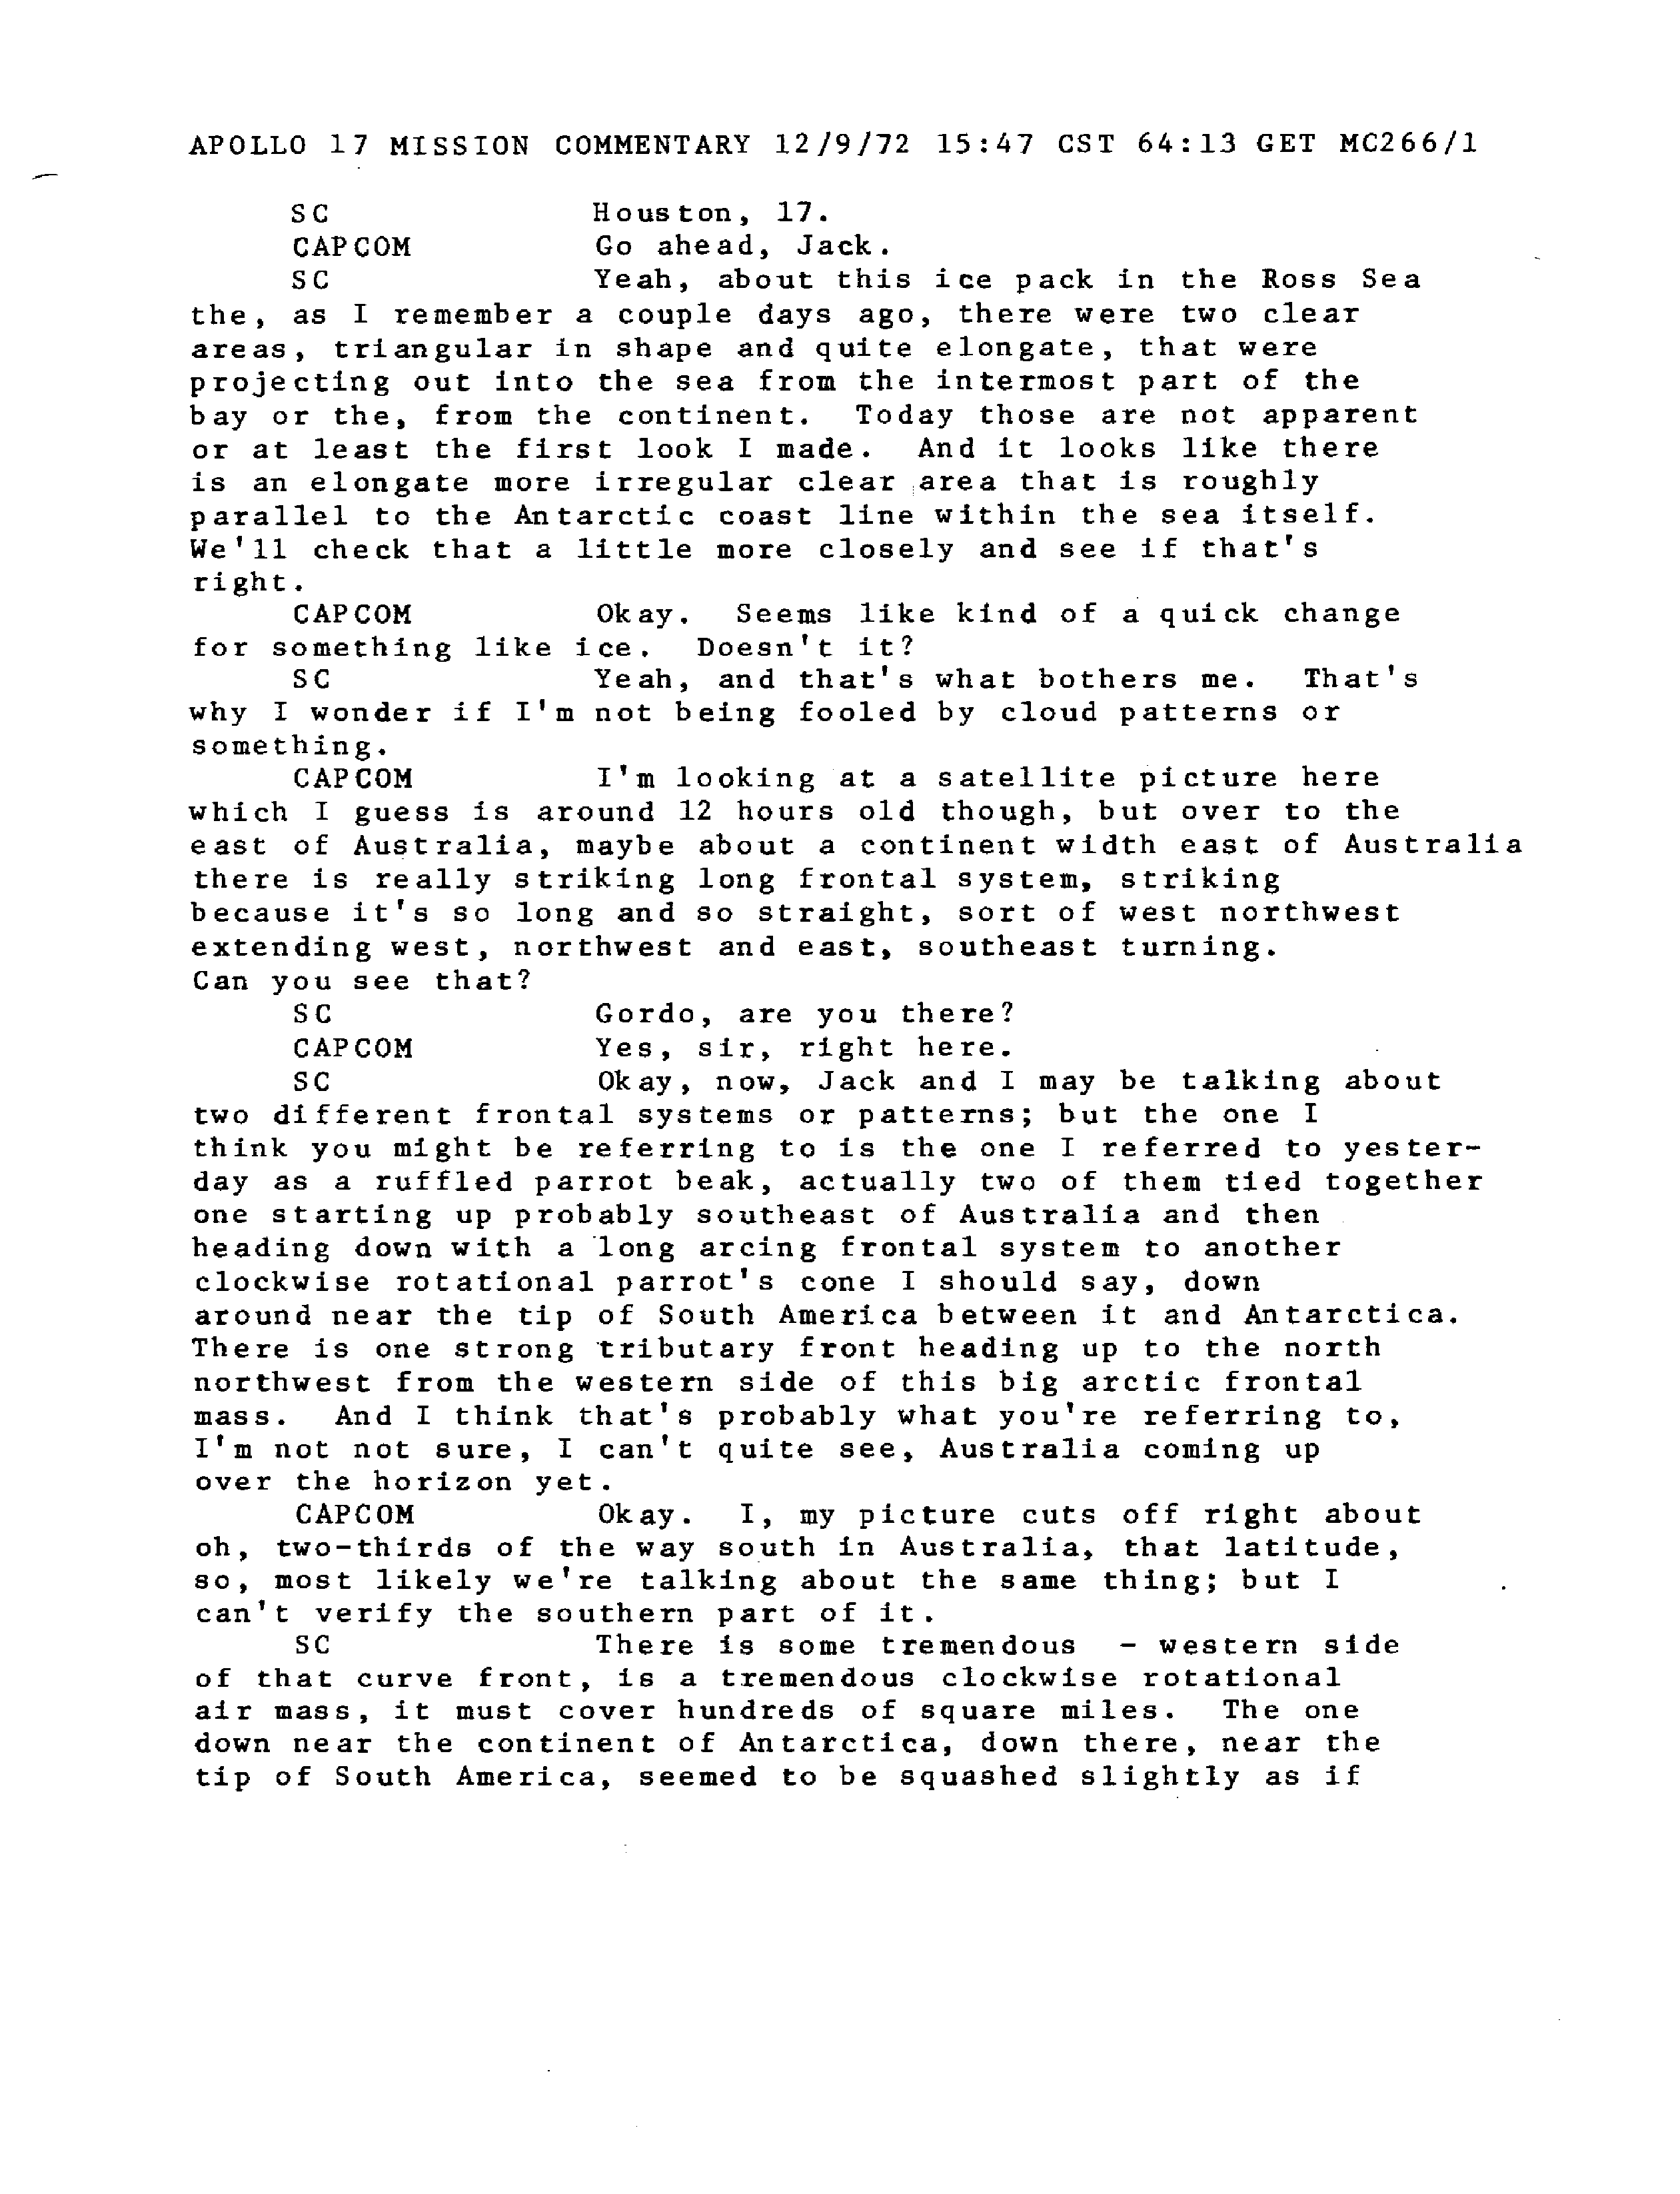 APOLLO 17 MISSION COMMENTARY 12/9/72 15:47 CST 64:13 GET MC266/1
SC Houston, 17.
CAPCOM Go ahead, Jack.
SC Yeah, about this ice pack in the Ross Sea
the, as I remember a couple days ago, there were two clear
areas, triangular in shape and quite elongate, that were
projecting out into the sea from the intermost part of the
bay or the, from the continent. Today those are not apparent
or at least the first look I made. And it looks like there
is an elongate more irregular clear area that is roughly
parallel to the Antarctic coast line within the sea itself.
We'll check that a little more closely and see if that's
right.
CAPCOM Okay. Seems like kind of a quick change
for something like ice. Doesn't it?
SC Yeah, and that's what bothers me. That's
why I wonder if I'm not being fooled by cloud patterns or
something.
CAPCOM I'm looking at a satellite picture here
which I guess is around 12 hours old though, but over to the
east of Australia, maybe about a continent width east of Australia
there is really striking long frontal system, striking
because it's so long and so straight, sort of west northwest
extending west, northwest and east, southeast turning.
Can you see that?
SC Gordo, are you there?
CAPCOM Yes, sir, right here.
SC Okay, now, Jack and I may be talking about
two different frontal systems or patterns; but the one I
think you might be referring to is the one I referred to yester-
day as a ruffled parrot beak, actually two of them tied together
one starting up probably southeast of Australia and then
heading down with a long arcing frontal system to another
clockwise rotational parrot's cone I should say, down
around near the tip of South America between it and Antarctica.
There is one strong tributary front heading up to the north
northwest from the western side of this big arctic frontal
mass. And I think that's probably what you're referring to,
I'm not not sure, I can't quite see, Australia coming up
over the horizon yet.
CAPCOM Okay. I, my picture cuts off right about
oh, two-thirds of the way south in Australia, that latitude,
so, most likely we're talking about the same thing; but I
can't verify the southern part of it.
SC There is some tremendous - western side
of that curve front, is a tremendous clockwise rotational
air mass, it must cover hundreds of square miles. The one
down near the continent of Antarctica, down there, near the
tip of South America, seemed to be squashed slightly as if